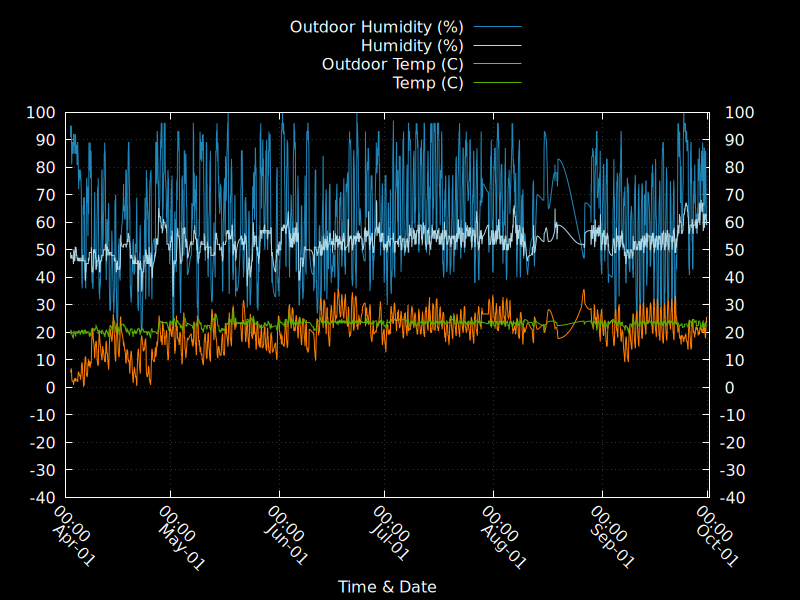 Outdoor Humidity (%)
Humidity (%)
Outdoor Temp (C)
Temp (C)
100 100
90 90
80 80
70 70
60 60
50 50
40 40
30 30
20 20
10 10
0 0
-10 -10
-20 -20
-30 -30
-40 -40
00:00 00:00 00:00 00:00 00:00 00:00 00:00
Apr-01 May-01 Jun-01 Jul-01 Aug-01 Sep-01 Oct-01
Time & Date